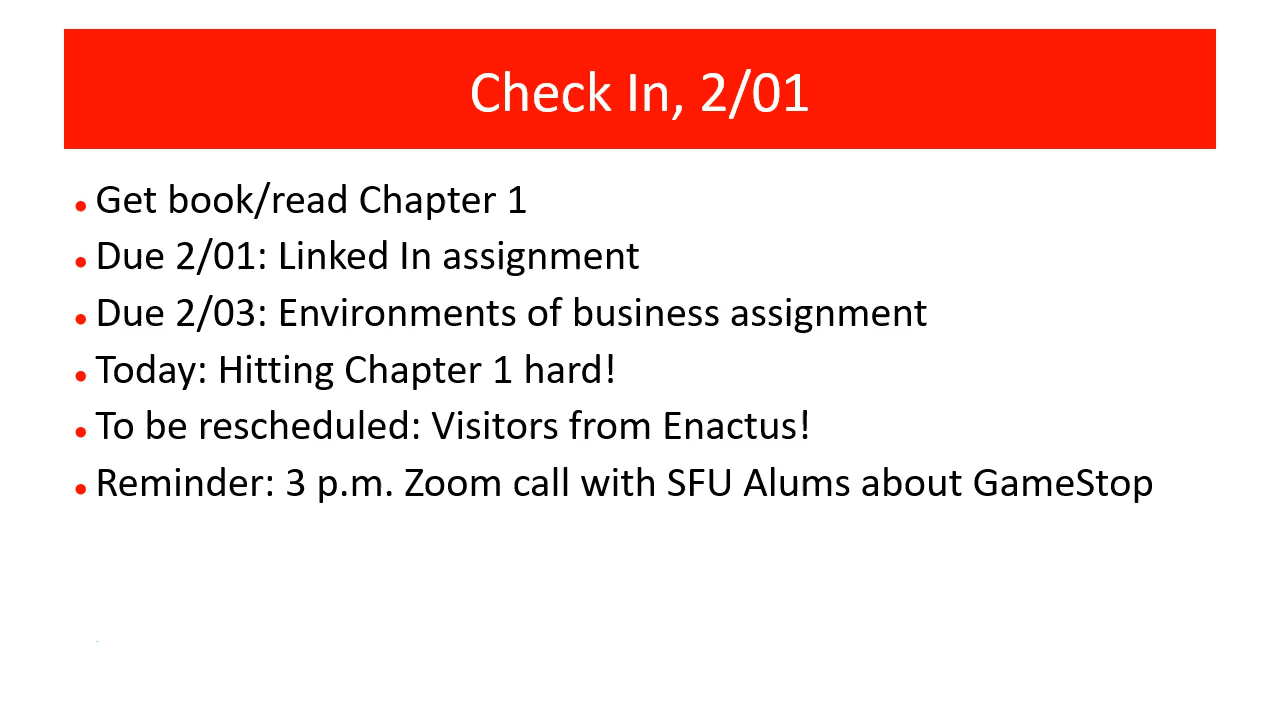 Check In, 2/01
Get book/read Chapter 1
Due 2/01: Linked In assignment
Due 2/03: Environments of business assignment
Today: Hitting Chapter 1 hard!
To be rescheduled: Visitors from Enactus!
Reminder: 3 p.m. Zoom call with SFU Alums about GameStop